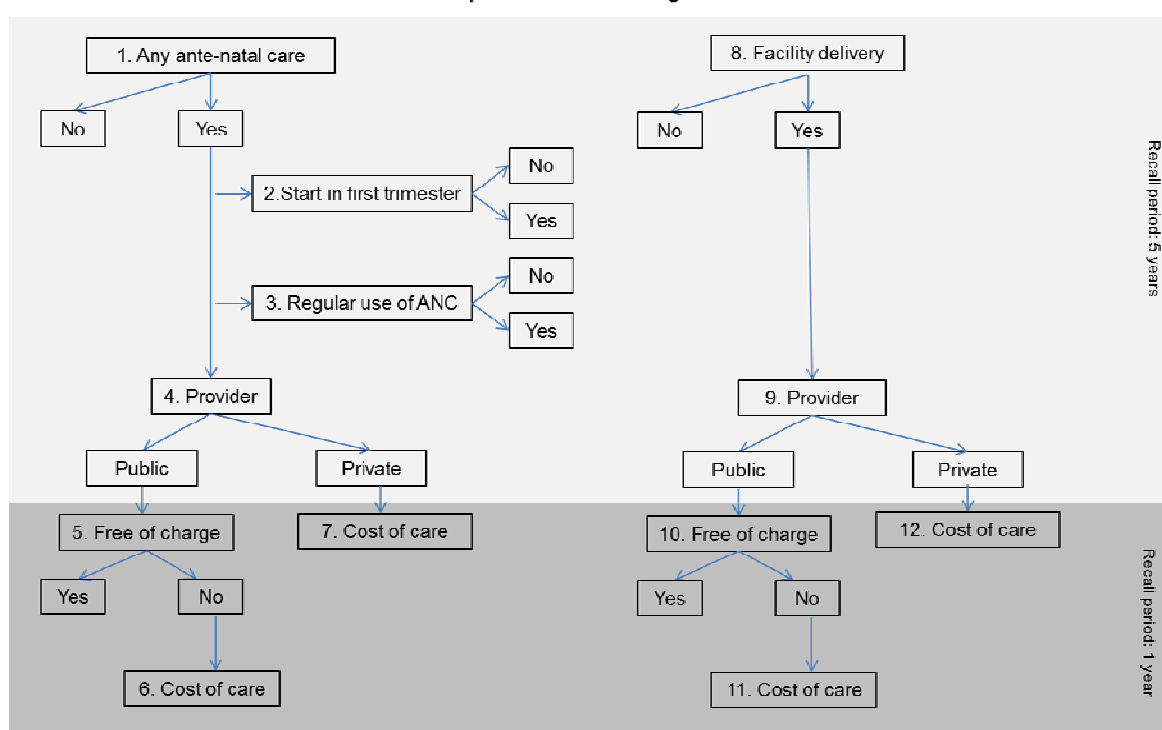 1. Any ante-natal care
8. Facility delivery
No
Yes
No
Yes
No
2.Start in first trimester
Yes
No
3. Regular use of ANC
Yes
Recall period: 5 years
4. Provider
9. Provider
Public
Private
Public
Private
5. Free of charge
7. Cost of care
10. Free of charge
12. Cost of care
Yes
No
Yes
No
6. Cost of care
11. Cost of care
Recall period: 1 year